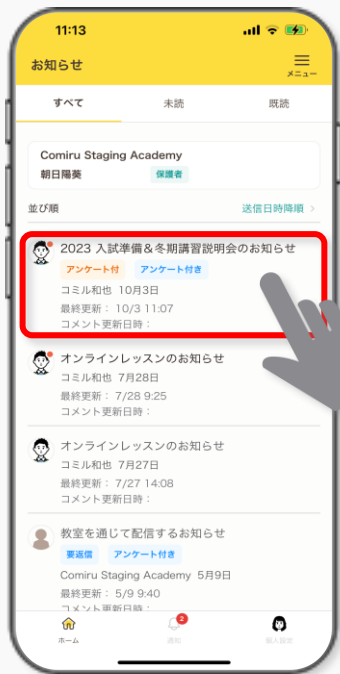 11:13
お知らせ
メニュー
すべて
未読
既読
Comiru Staging Academy
朝日陽葵
保護者
並び順
送信日時降順 >
2023 入試準備＆冬期講習説明会のお知らせ
アンケート付
アンケート付き
コミル和也 10月3日
最終更新： 10/3 11:07
コメント更新日時：
オンラインレッスンのお知らせ
コミル和也 7月28日
最終更新： 7/28 9:25
コメント更新日時：
オンラインレッスンのお知らせ
コミル和也 7月27日
最終更新： 7/27 14:08
コメント更新日時：
教室を通じて配信するお知らせ
要返信
アンケート付き
Comiru Staging Academy 5月9日
最終更新： 5/9 9:40
コメント更新日時：
2
ホーム
通知
個人設定